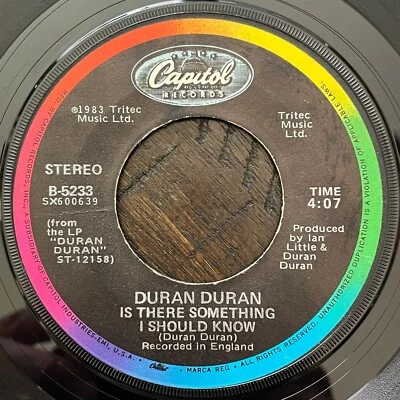 Capitol
RECORDS
℗1983 Tritec
Music Ltd.
Tritec
Music Ltd.
STEREO
B-5233
SX600639
(from
the LP
"DURAN
DURAN"
ST-12158)
TIME
4:07
Produced
by Ian
Little &
Duran
Duran
DURAN DURAN
IS THERE SOMETHING
I SHOULD KNOW
(Duran Duran)
Recorded in England
MFD. BY CAPITOL RECORDS, INC., A SUBSIDIARY OF CAPITOL INDUSTRIES-EMI, U.S.A.
Capitol
MARCA REG. • ALL RIGHTS RESERVED. UNAUTHORIZED DUPLICATION IS A VIOLATION OF APPLICABLE LAWS.